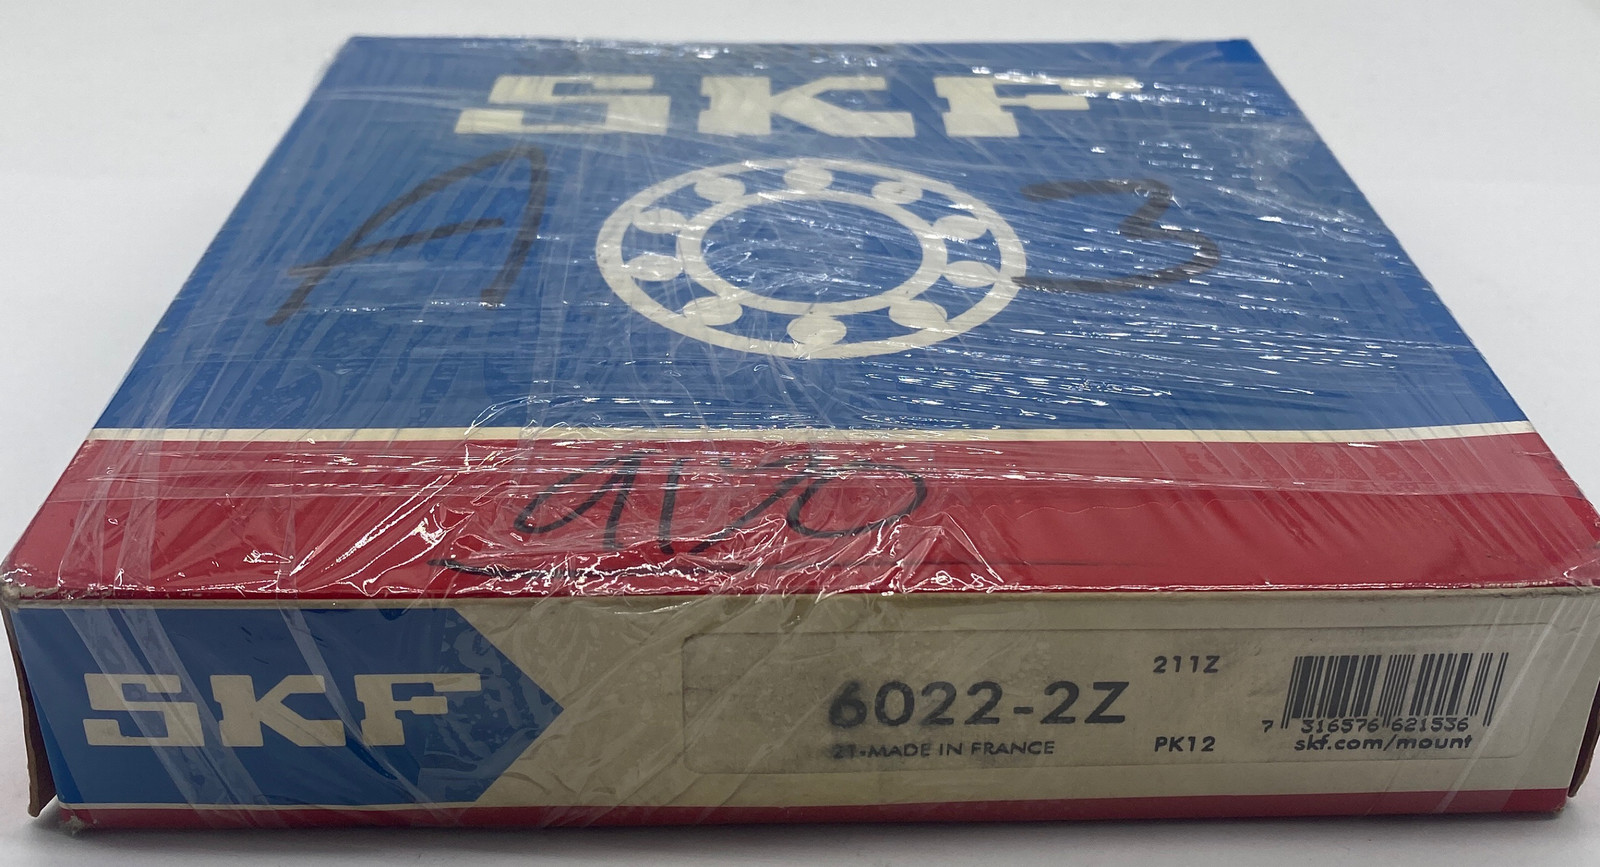 SKF
A 3
SKF
6022-2Z
211Z
21-MADE IN FRANCE
PK12
7 316576 621536
skf.com/mount